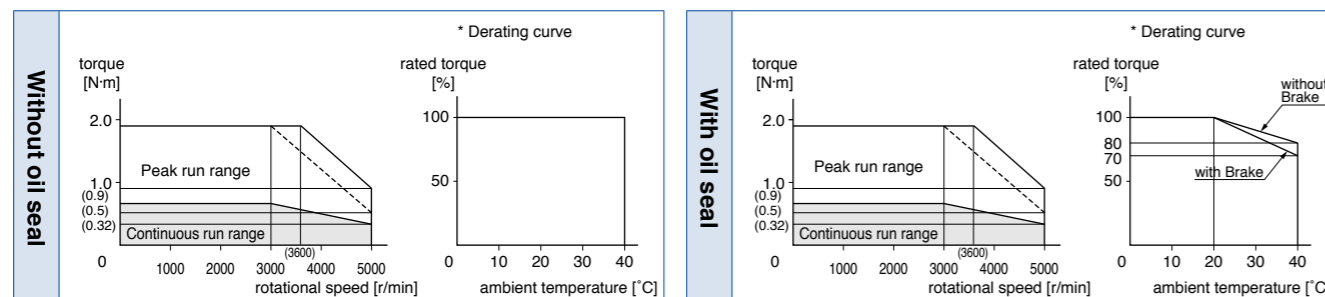 Without oil seal
* Derating curve
torque
[N·m]
rated torque
[%]
2.0
Peak run range
1.0
(0.9)
(0.5)
(0.32)
Continuous run range
(3600)
0 1000 2000 3000 4000 5000
rotational speed [r/min]
100
50
0 10 20 30 40
ambient temperature [˚C]
With oil seal
* Derating curve
torque
[N·m]
rated torque
[%]
2.0
Peak run range
1.0
(0.9)
(0.5)
(0.32)
Continuous run range
(3600)
0 1000 2000 3000 4000 5000
rotational speed [r/min]
without
Brake
100
80
70
50
with Brake
0 10 20 30 40
ambient temperature [˚C]